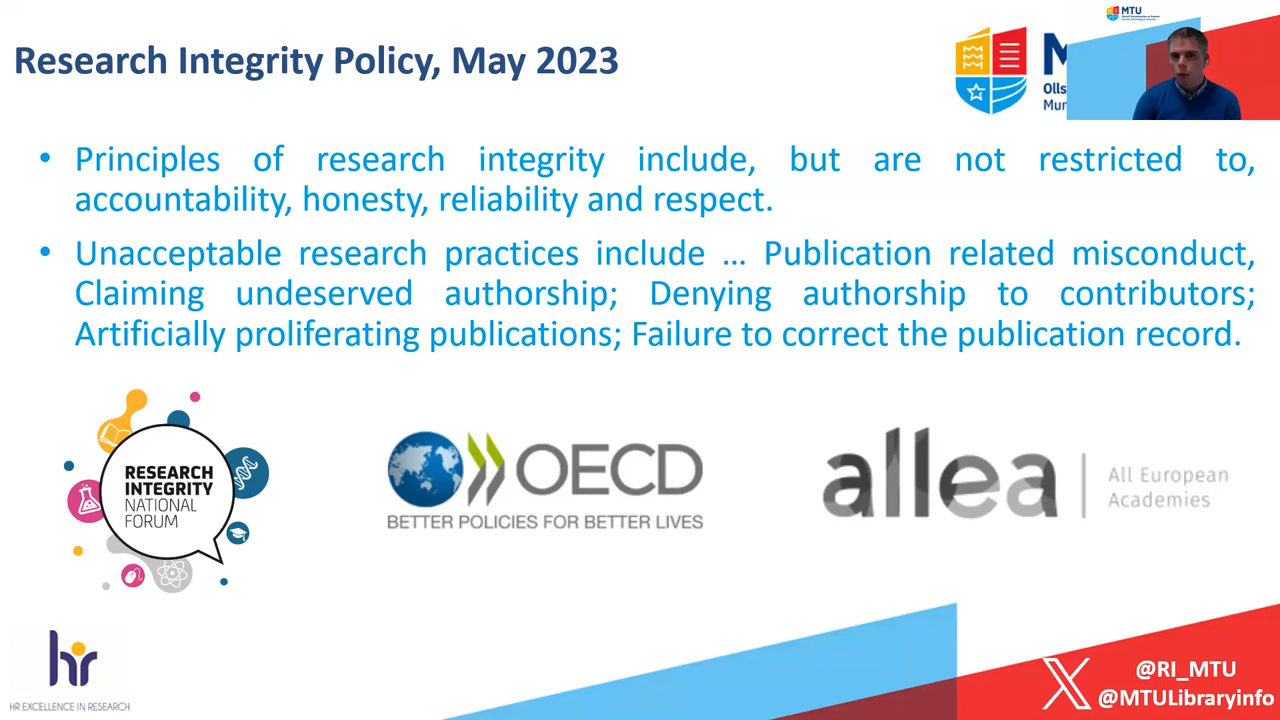 Research Integrity Policy, May 2023
MTU
M
Olls
Mur
• Principles of research integrity include, but are not restricted to,
accountability, honesty, reliability and respect.
• Unacceptable research practices include … Publication related misconduct,
Claiming undeserved authorship; Denying authorship to contributors;
Artificially proliferating publications; Failure to correct the publication record.
RESEARCH
INTEGRITY
NATIONAL
FORUM
OECD
BETTER POLICIES FOR BETTER LIVES
allea
All European
Academies
hr
HR EXCELLENCE IN RESEARCH
X
@RI_MTU
@MTULibraryinfo